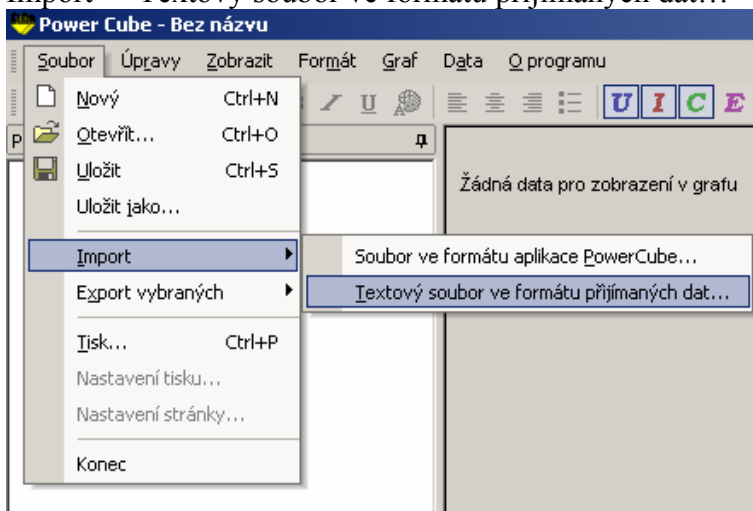 Import – Textový soubor ve formátu přijímaných dat…
Power Cube - Bez názvu
Soubor Úpravy Zobrazit Formát Graf Data O programu
Nový Ctrl+N
I U U I C E
Otevřít... Ctrl+O
P
Uložit Ctrl+S
Žádná data pro zobrazení v grafu
Uložit jako...
Import
Soubor ve formátu aplikace PowerCube...
Export vybraných
Textový soubor ve formátu přijímaných dat...
Tisk... Ctrl+P
Nastavení tisku...
Nastavení stránky...
Konec